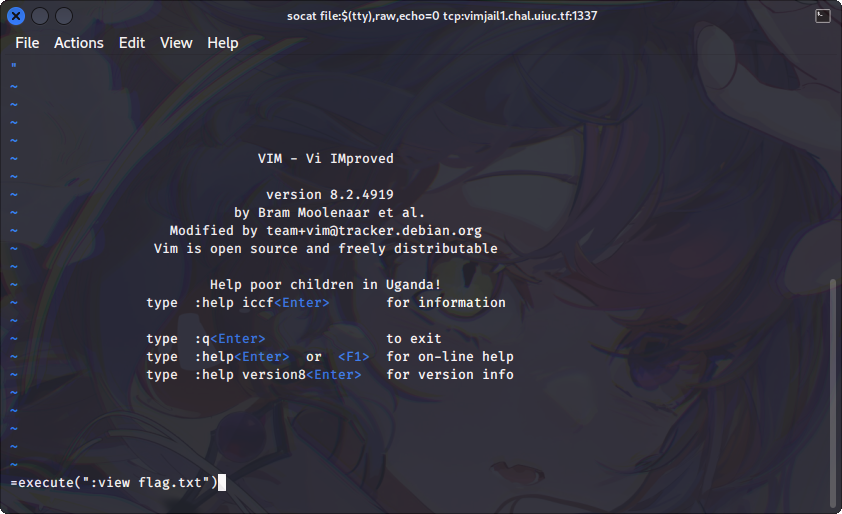 socat file:$(tty),raw,echo=0 tcp:vimjail1.chal.uiuc.tf:1337
File Actions Edit View Help
"
~
~
~
~
~ VIM - Vi IMproved
~
~ version 8.2.4919
~ by Bram Moolenaar et al.
~ Modified by team+vim@tracker.debian.org
~ Vim is open source and freely distributable
~
~ Help poor children in Uganda!
~ type :help iccf<Enter> for information
~
~ type :q<Enter> to exit
~ type :help<Enter> or <F1> for on-line help
~ type :help version8<Enter> for version info
~
~
~
~
~
=execute(":view flag.txt")